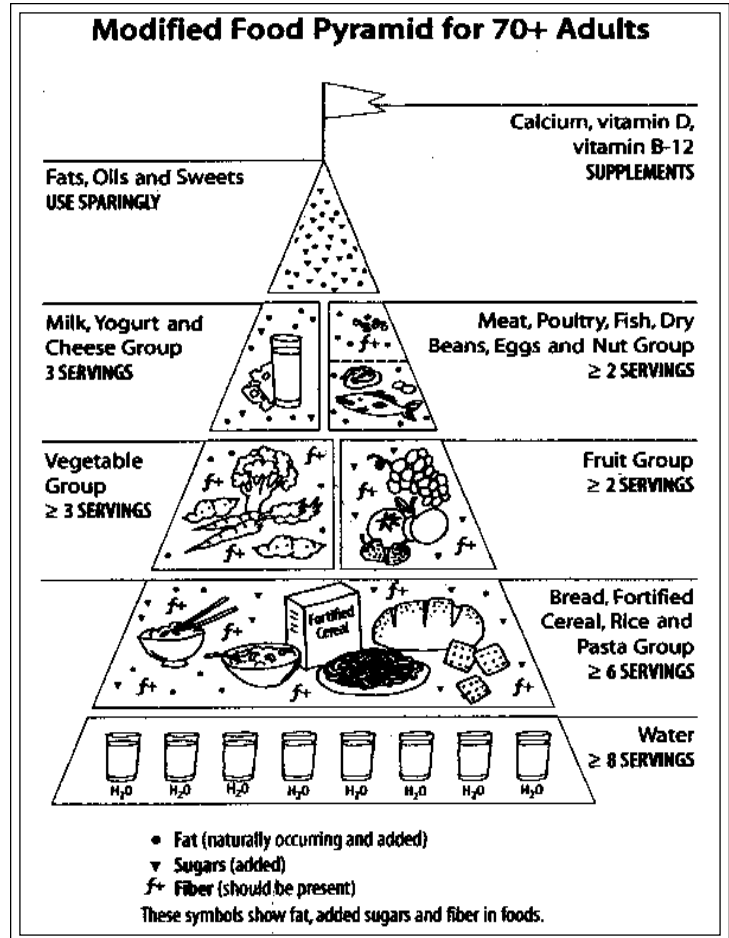 Modified Food Pyramid for 70+ Adults
Calcium, vitamin D,
vitamin B-12
SUPPLEMENTS
Fats, Oils and Sweets
USE SPARINGLY
Milk, Yogurt and
Cheese Group
3 SERVINGS
Meat, Poultry, Fish, Dry
Beans, Eggs and Nut Group
≥ 2 SERVINGS
f+
Vegetable
Group
≥ 3 SERVINGS
f+
f+
f+
Fruit Group
≥ 2 SERVINGS
f+
f+
Bread, Fortified
Cereal, Rice and
Pasta Group
≥ 6 SERVINGS
f+
f+
f+
Fortified
Cereal
f+
f+
f+
Water
≥ 8 SERVINGS
H₂O H₂O H₂O H₂O H₂O H₂O H₂O H₂O
• Fat (naturally occurring and added)
▼ Sugars (added)
f+ Fiber (should be present)
These symbols show fat, added sugars and fiber in foods.